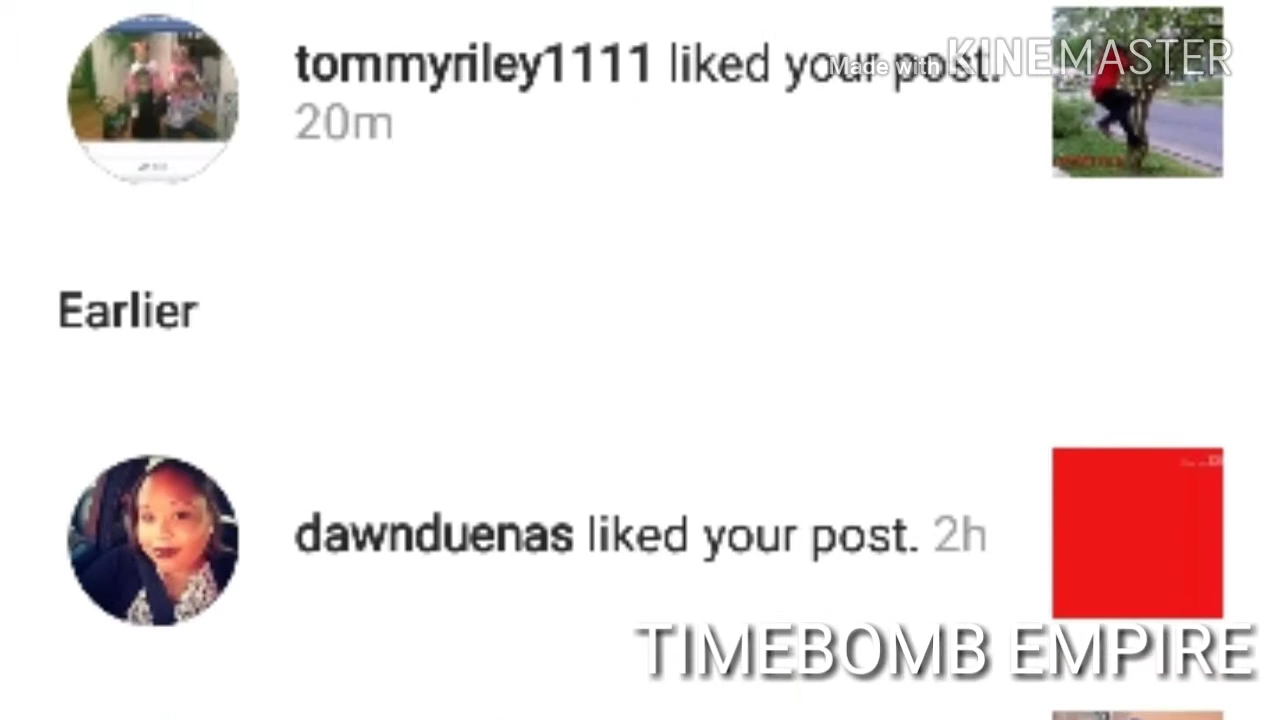 tommyriley1111 liked your post.
20m
Made with KINEMASTER
Earlier
dawnduenas liked your post. 2h
TIMEBOMB EMPIRE